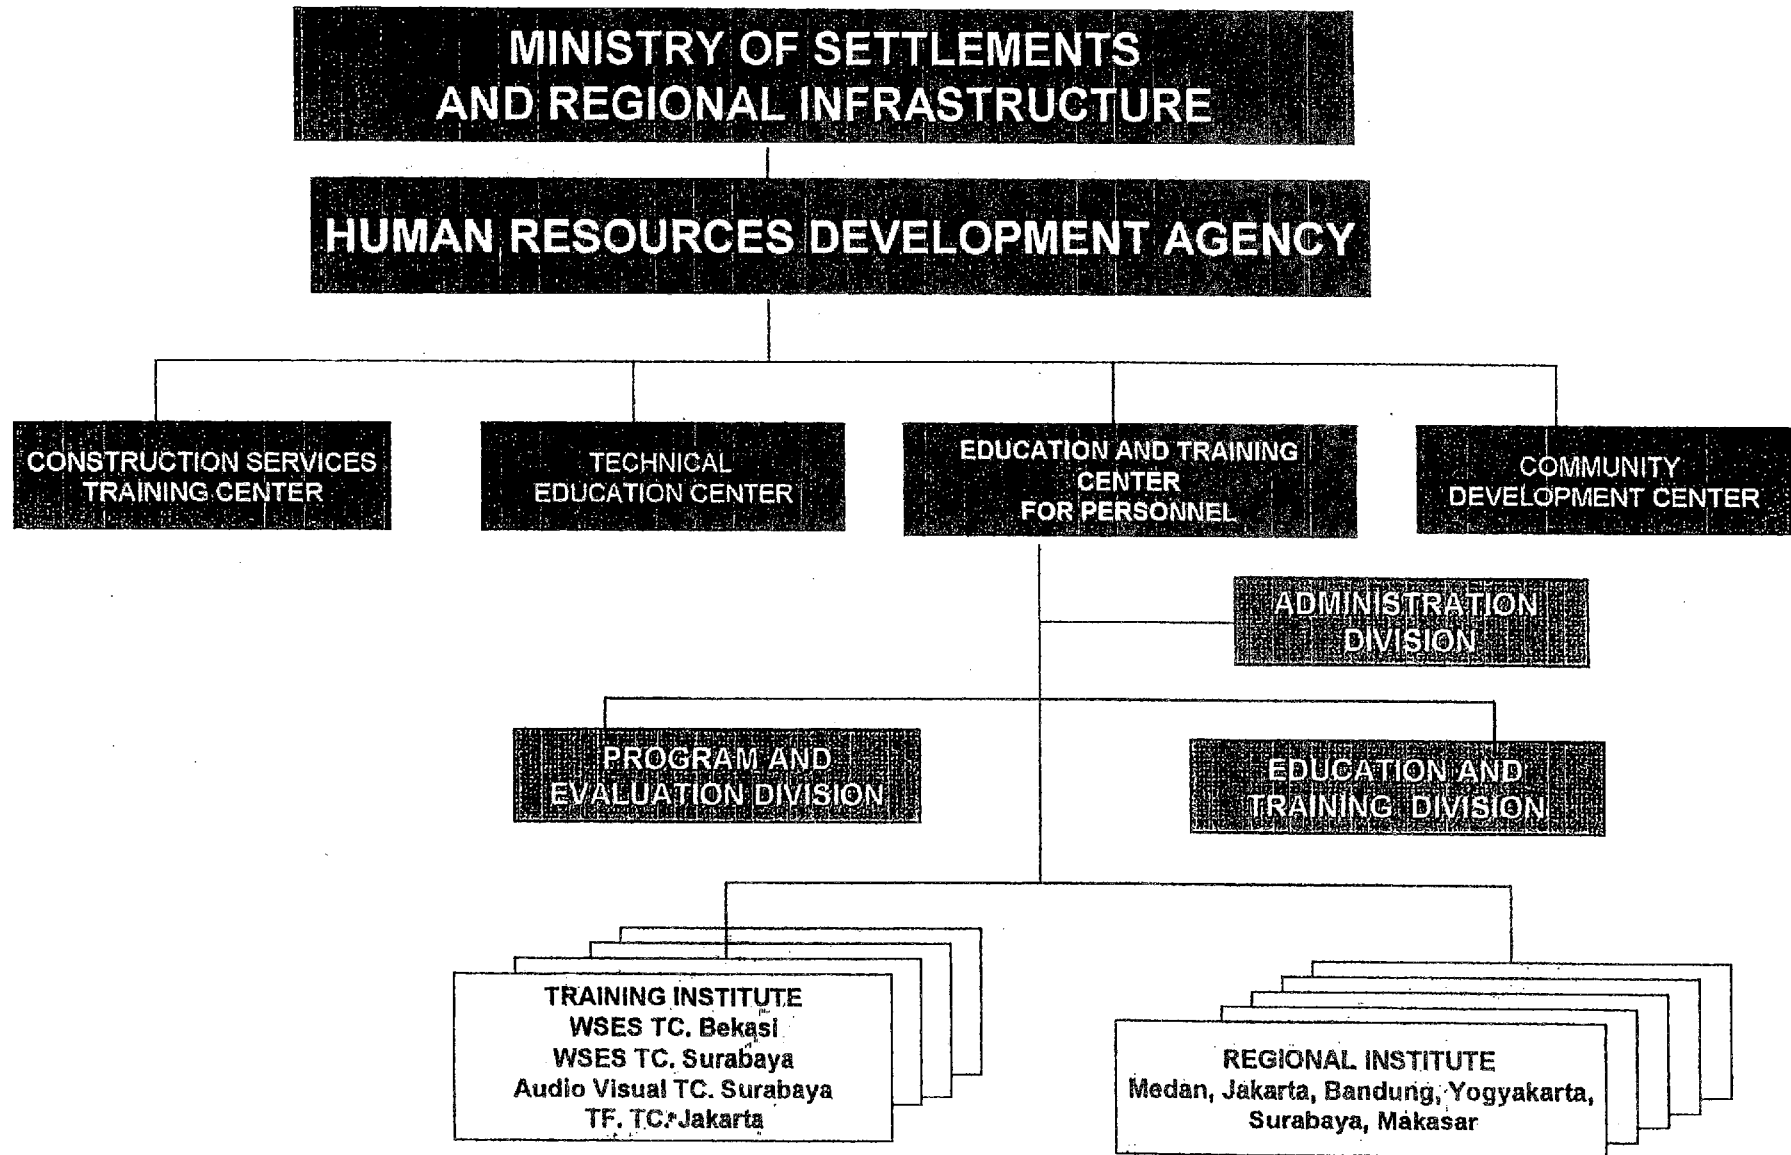 MINISTRY OF SETTLEMENTS
AND REGIONAL INFRASTRUCTURE
HUMAN RESOURCES DEVELOPMENT AGENCY
CONSTRUCTION SERVICES
TRAINING CENTER
TECHNICAL
EDUCATION CENTER
EDUCATION AND TRAINING
CENTER
FOR PERSONNEL
COMMUNITY
DEVELOPMENT CENTER
ADMINISTRATION
DIVISION
PROGRAM AND
EVALUATION DIVISION
EDUCATION AND
TRAINING DIVISION
TRAINING INSTITUTE
WSES TC. Bekasi
WSES TC. Surabaya
Audio Visual TC. Surabaya
TF. TC. Jakarta
REGIONAL INSTITUTE
Medan, Jakarta, Bandung, Yogyakarta,
Surabaya, Makasar